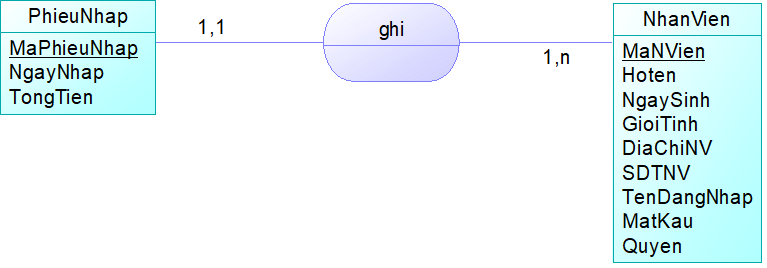 PhieuNhap
MaPhieuNhap
NgayNhap
TongTien
1,1
ghi
1,n
NhanVien
MaNVien
Hoten
NgaySinh
GioiTinh
DiaChiNV
SDTNV
TenDangNhap
MatKau
Quyen